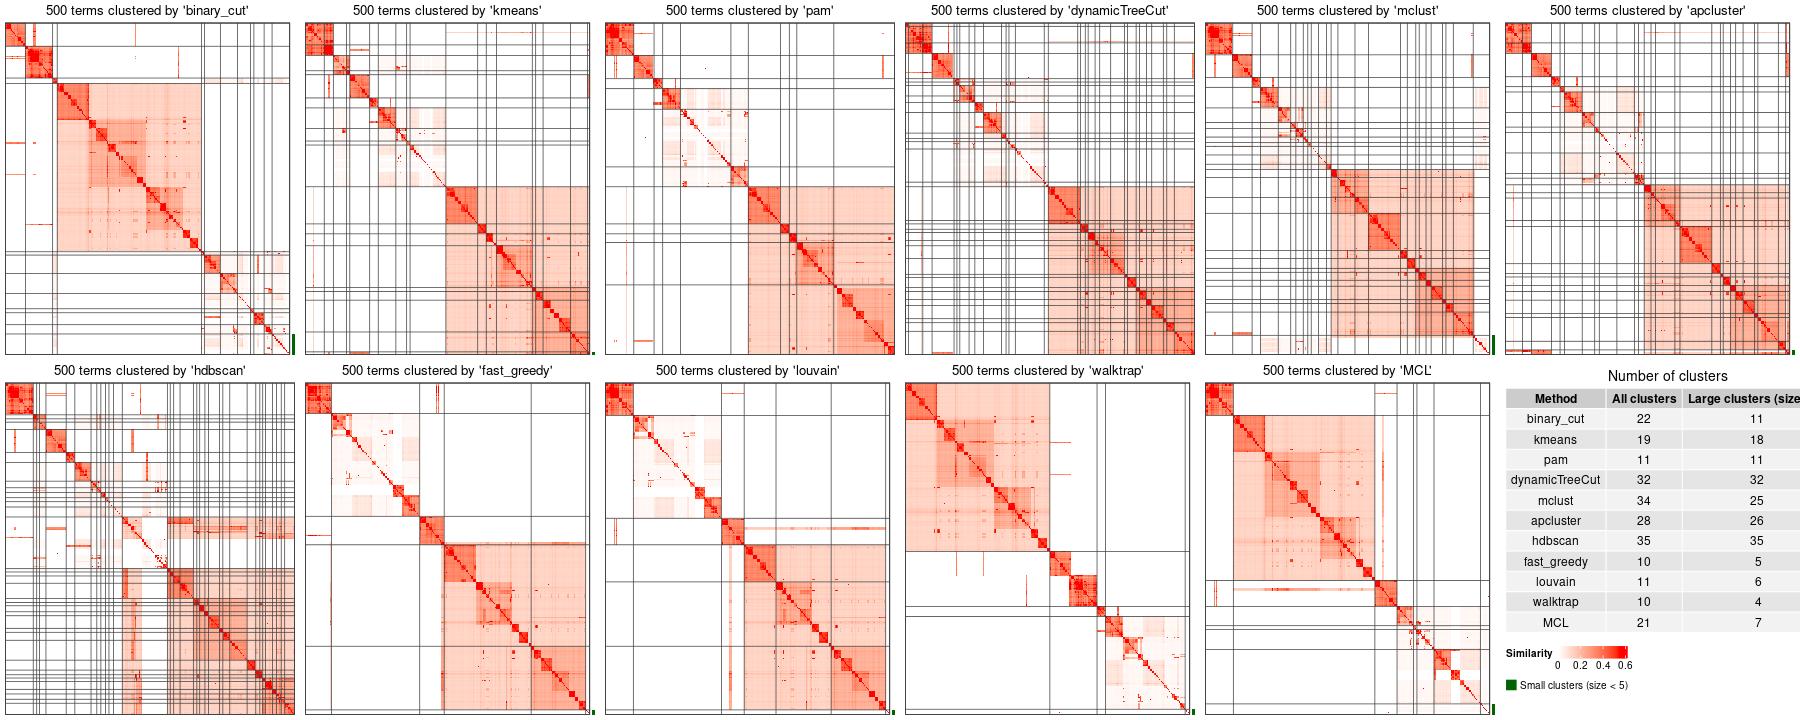 500 terms clustered by 'binary_cut'
500 terms clustered by 'kmeans'
500 terms clustered by 'pam'
500 terms clustered by 'dynamicTreeCut'
500 terms clustered by 'mclust'
500 terms clustered by 'apcluster'
500 terms clustered by 'hdbscan'
500 terms clustered by 'fast_greedy'
500 terms clustered by 'louvain'
500 terms clustered by 'walktrap'
500 terms clustered by 'MCL'
Number of clusters
Method All clusters Large clusters (size
binary_cut 22 11
kmeans 19 18
pam 11 11
dynamicTreeCut 32 32
mclust 34 25
apcluster 28 26
hdbscan 35 35
fast_greedy 10 5
louvain 11 6
walktrap 10 4
MCL 21 7
Similarity
0 0.2 0.4 0.6
Small clusters (size < 5)